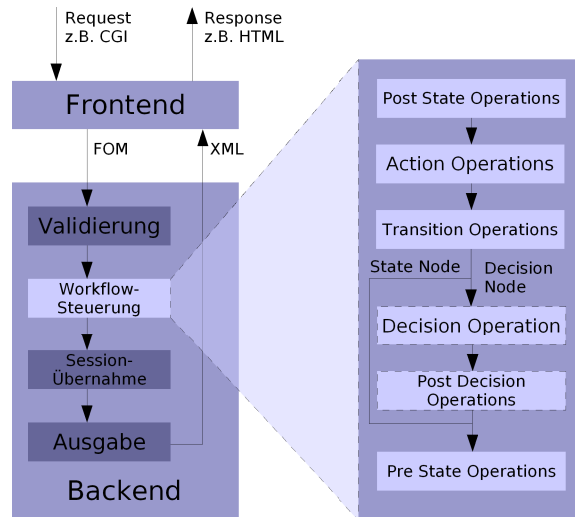 Request
z.B. CGI
Response
z.B. HTML
Frontend
FOM
XML
Validierung
Workflow-
Steuerung
Session-
Übernahme
Ausgabe
Backend
Post State Operations
Action Operations
Transition Operations
State Node
Decision
Node
Decision Operation
Post Decision
Operations
Pre State Operations